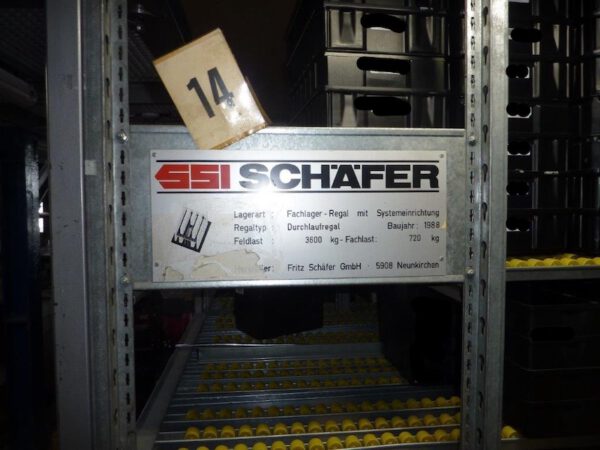 14
SSI SCHÄFER
Lagerart : Fachlager-Regal mit Systemeinrichtung
Regaltyp : Durchlaufregal Baujahr: 1988
Feldlast : 3600 kg - Fachlast: 720 kg
Hersteller: Fritz Schäfer GmbH · 5908 Neunkirchen